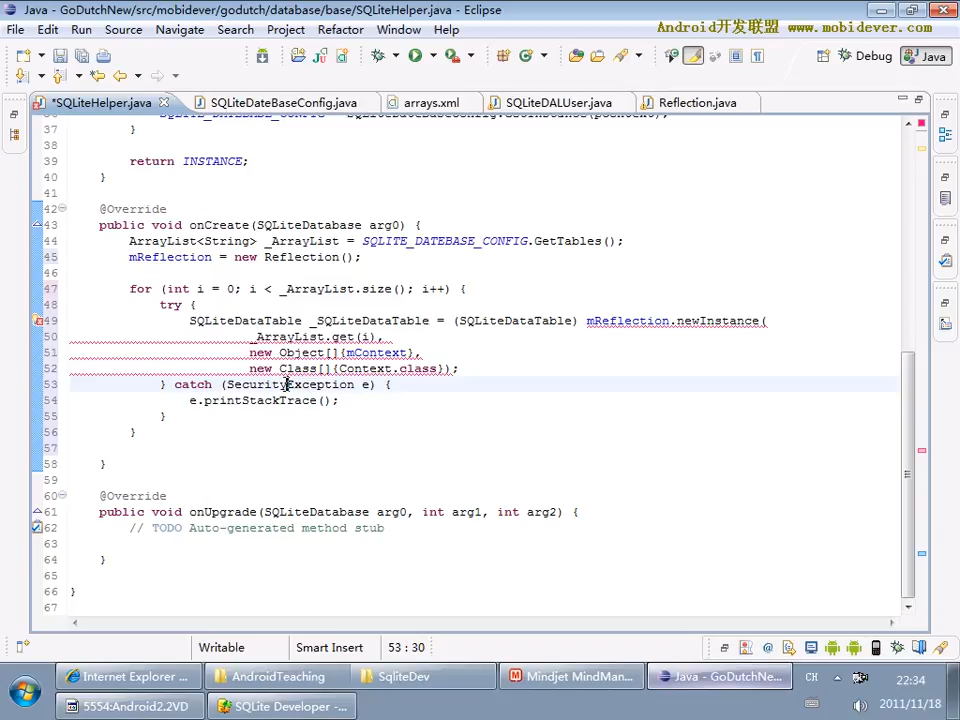 Java - GoDutchNew/src/mobidever/godutch/database/base/SQLiteHelper.java - Eclipse
File Edit Source Navigate Search Project Refactor Window Help
Android开发联盟 www.mobidever.com
Debug Java
*SQLiteHelper.java SQLiteDateBaseConfig.java arrays.xml SQLiteDALUser.java Reflection.java
37 }
38
39 return INSTANCE;
40 }
41
42 @Override
43 public void onCreate(SQLiteDatabase arg0) {
44 ArrayList<String> _ArrayList = SQLITE_DATEBASE_CONFIG.GetTables();
45 mReflection = new Reflection();
46
47 for (int i = 0; i < _ArrayList.size(); i++) {
48 try {
49 SQLiteDataTable _SQLiteDataTable = (SQLiteDataTable) mReflection.newInstance(
50 _ArrayList.get(i),
51 new Object[]{mContext},
52 new Class[]{Context.class});
53 } catch (SecurityException e) {
54 e.printStackTrace();
55 }
56 }
57
58 }
59
60 @Override
61 public void onUpgrade(SQLiteDatabase arg0, int arg1, int arg2) {
62 // TODO Auto-generated method stub
63
64 }
65
66 }
67
Writable Smart Insert 53 : 30
Internet Explorer ... AndroidTeaching SqliteDev Mindjet MindMan... Java - GoDutchNe... CH 22:34
5554:Android2.2VD SQLite Developer - ... 2011/11/18